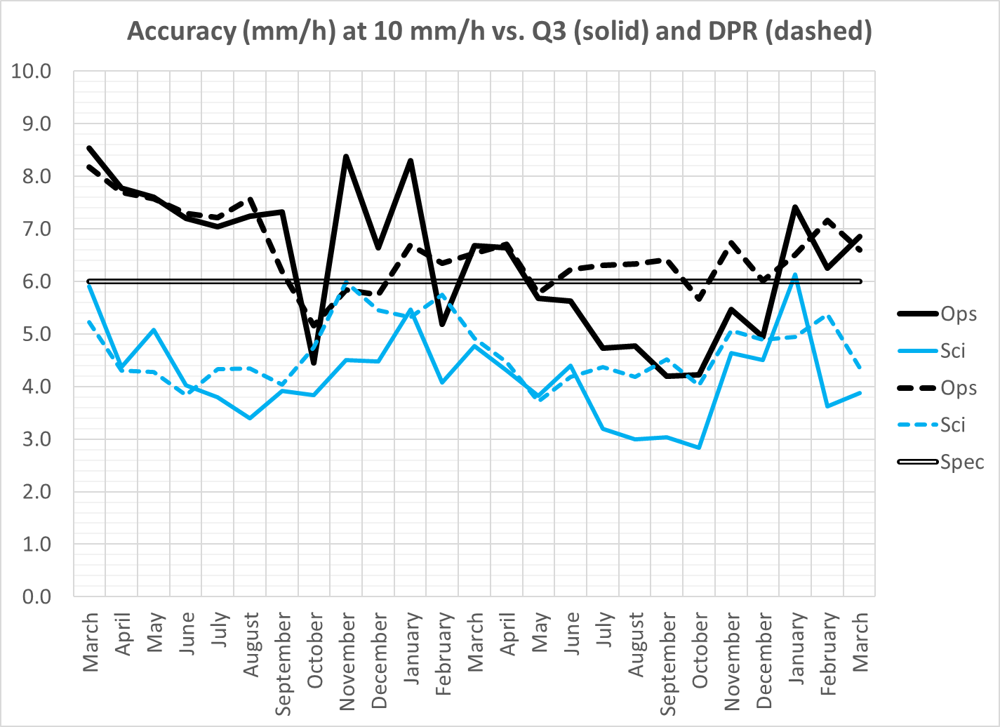 Accuracy (mm/h) at 10 mm/h vs. Q3 (solid) and DPR (dashed)
10.0
9.0
8.0
7.0
6.0
5.0
4.0
3.0
2.0
1.0
0.0
March
April
May
June
July
August
September
October
November
December
January
February
March
April
May
June
July
August
September
October
November
December
January
February
March
Ops
Sci
Ops
Sci
Spec